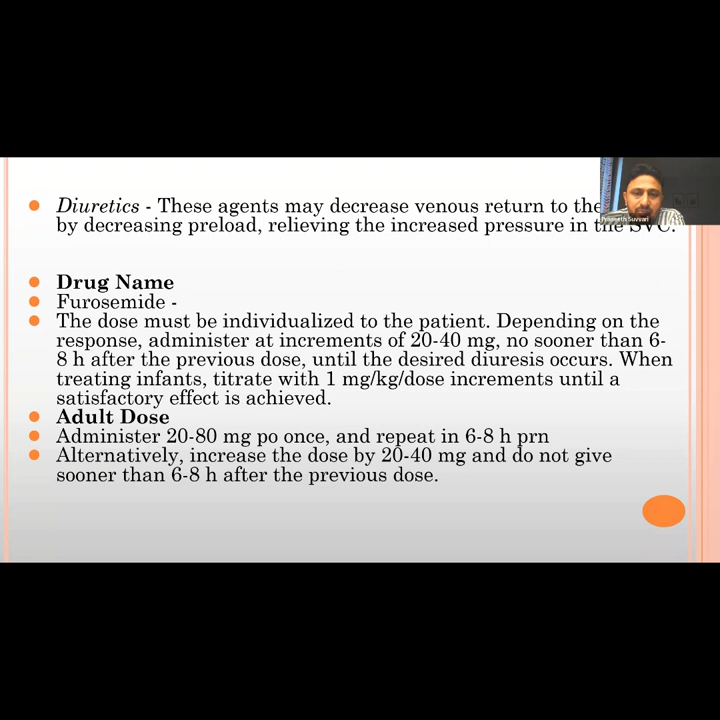 Diuretics - These agents may decrease venous return to the
by decreasing preload, relieving the increased pressure in the SVC.
Drug Name
Furosemide -
The dose must be individualized to the patient. Depending on the
response, administer at increments of 20-40 mg, no sooner than 6-
8 h after the previous dose, until the desired diuresis occurs. When
treating infants, titrate with 1 mg/kg/dose increments until a
satisfactory effect is achieved.
Adult Dose
Administer 20-80 mg po once, and repeat in 6-8 h prn
Alternatively, increase the dose by 20-40 mg and do not give
sooner than 6-8 h after the previous dose.